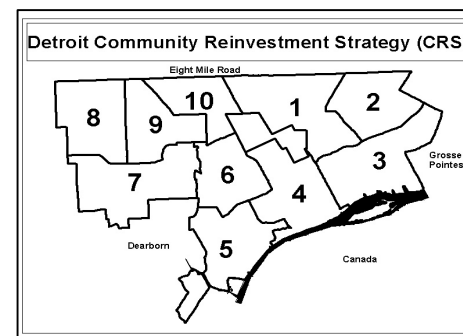 Detroit Community Reinvestment Strategy (CRS
Eight Mile Road
8
9
10
1
2
3
Grosse
Pointes
7
6
4
5
Dearborn
Canada